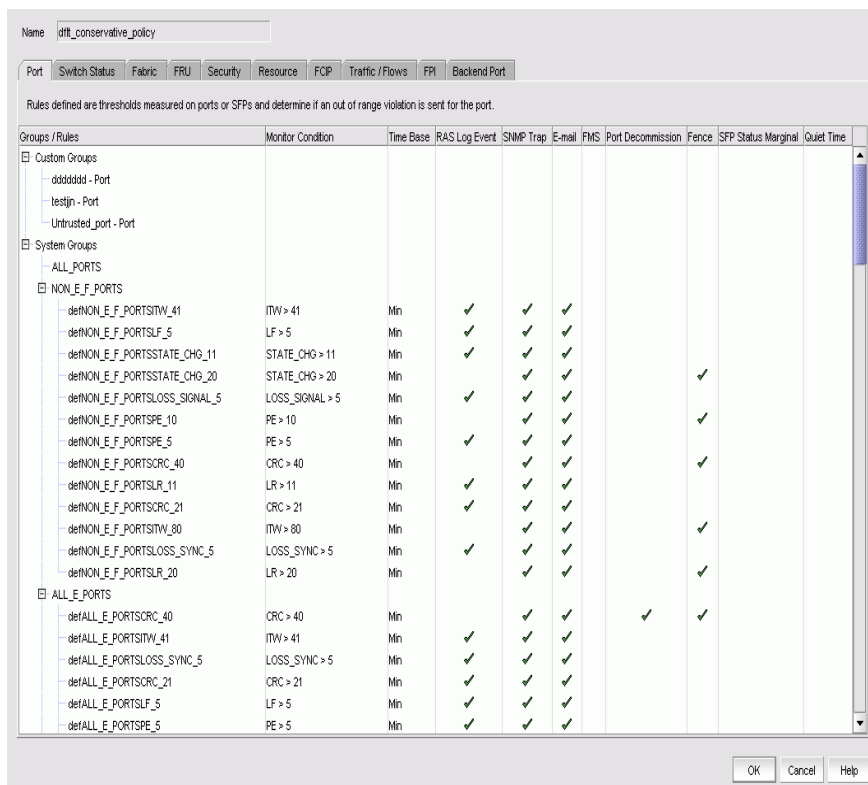 Name dflt_conservative_policy
Port Switch Status Fabric FRU Security Resource FCIP Traffic / Flows FPI Backend Port
Rules defined are thresholds measured on ports or SFPs and determine if an out of range violation is sent for the port.
Groups / Rules Monitor Condition Time Base RAS Log Event SNMP Trap E-mail FMS Port Decommission Fence SFP Status Marginal Quiet Time
Custom Groups
ddddddd - Port
testjn - Port
Untrusted_port - Port
System Groups
ALL_PORTS
NON_E_F_PORTS
defNON_E_F_PORTSITW_41 ITW > 41 Min
defNON_E_F_PORTSLF_5 LF > 5 Min
defNON_E_F_PORTSSTATE_CHG_11 STATE_CHG > 11 Min
defNON_E_F_PORTSSTATE_CHG_20 STATE_CHG > 20 Min
defNON_E_F_PORTSLOSS_SIGNAL_5 LOSS_SIGNAL > 5 Min
defNON_E_F_PORTSPE_10 PE > 10 Min
defNON_E_F_PORTSPE_5 PE > 5 Min
defNON_E_F_PORTSCRC_40 CRC > 40 Min
defNON_E_F_PORTSLR_11 LR > 11 Min
defNON_E_F_PORTSCRC_21 CRC > 21 Min
defNON_E_F_PORTSITW_80 ITW > 80 Min
defNON_E_F_PORTSLOSS_SYNC_5 LOSS_SYNC > 5 Min
defNON_E_F_PORTSLR_20 LR > 20 Min
ALL_E_PORTS
defALL_E_PORTSCRC_40 CRC > 40 Min
defALL_E_PORTSITW_41 ITW > 41 Min
defALL_E_PORTSLOSS_SYNC_5 LOSS_SYNC > 5 Min
defALL_E_PORTSCRC_21 CRC > 21 Min
defALL_E_PORTSLF_5 LF > 5 Min
defALL_E_PORTSPE_5 PE > 5 Min
OK Cancel Help